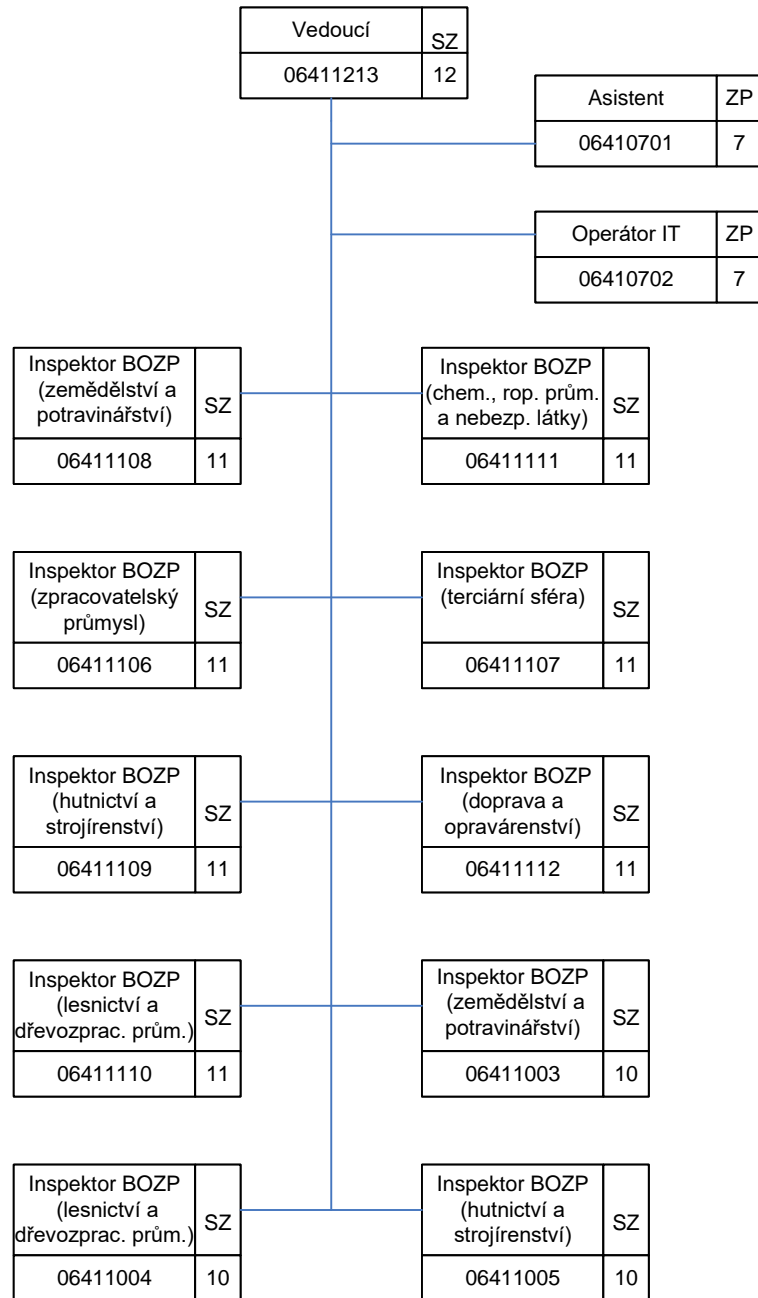 Vedoucí
SZ
06411213
12
Asistent
ZP
06410701
7
Operátor IT
ZP
06410702
7
Inspektor BOZP
(zemědělství a
potravinářství)
SZ
06411108
11
Inspektor BOZP
(chem., rop. prům.
a nebezp. látky)
SZ
06411111
11
Inspektor BOZP
(zpracovatelský
průmysl)
SZ
06411106
11
Inspektor BOZP
(terciární sféra)
SZ
06411107
11
Inspektor BOZP
(hutnictví a
strojírenství)
SZ
06411109
11
Inspektor BOZP
(doprava a
opravárenství)
SZ
06411112
11
Inspektor BOZP
(lesnictví a
dřevozprac. prům.)
SZ
06411110
11
Inspektor BOZP
(zemědělství a
potravinářství)
SZ
06411003
10
Inspektor BOZP
(lesnictví a
dřevozprac. prům.)
SZ
06411004
10
Inspektor BOZP
(hutnictví a
strojírenství)
SZ
06411005
10